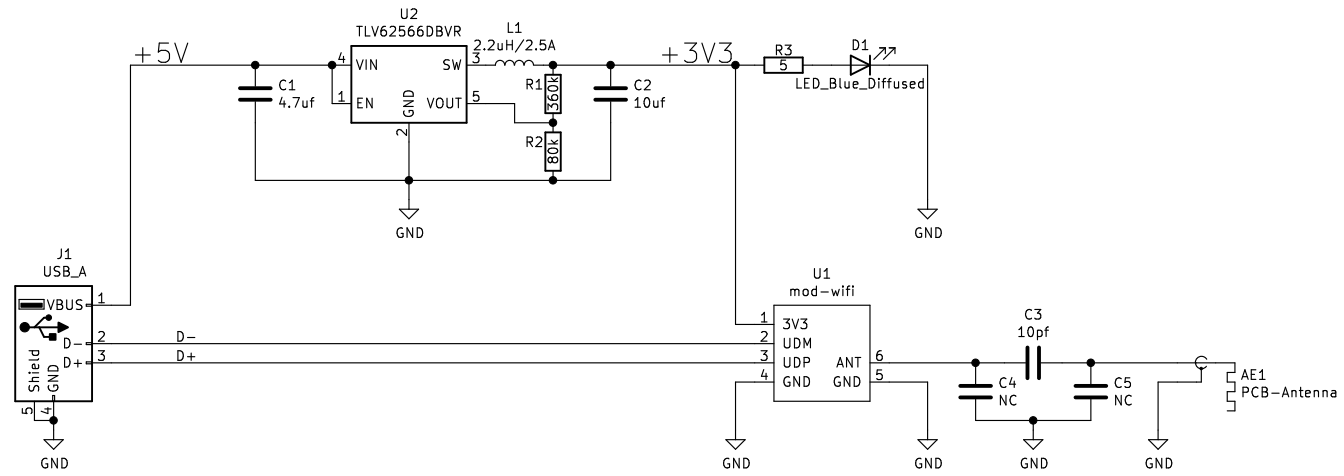 U2
TLV62566DBVR
L1
2.2uH/2.5A
+5V
+3V3
R3
5
D1
LED_Blue_Diffused
4
VIN
SW
3
C1
4.7uf
1
EN
GND
VOUT
5
2
R1
360k
C2
10uf
R2
80k
GND
GND
J1
USB_A
VBUS
1
D-
2
D-
D+
3
D+
Shield
GND
5
4
GND
U1
mod-wifi
1
3V3
2
UDM
3
UDP
ANT
6
4
GND
GND
5
C3
10pf
C4
NC
C5
NC
AE1
PCB-Antenna
GND
GND
GND
GND